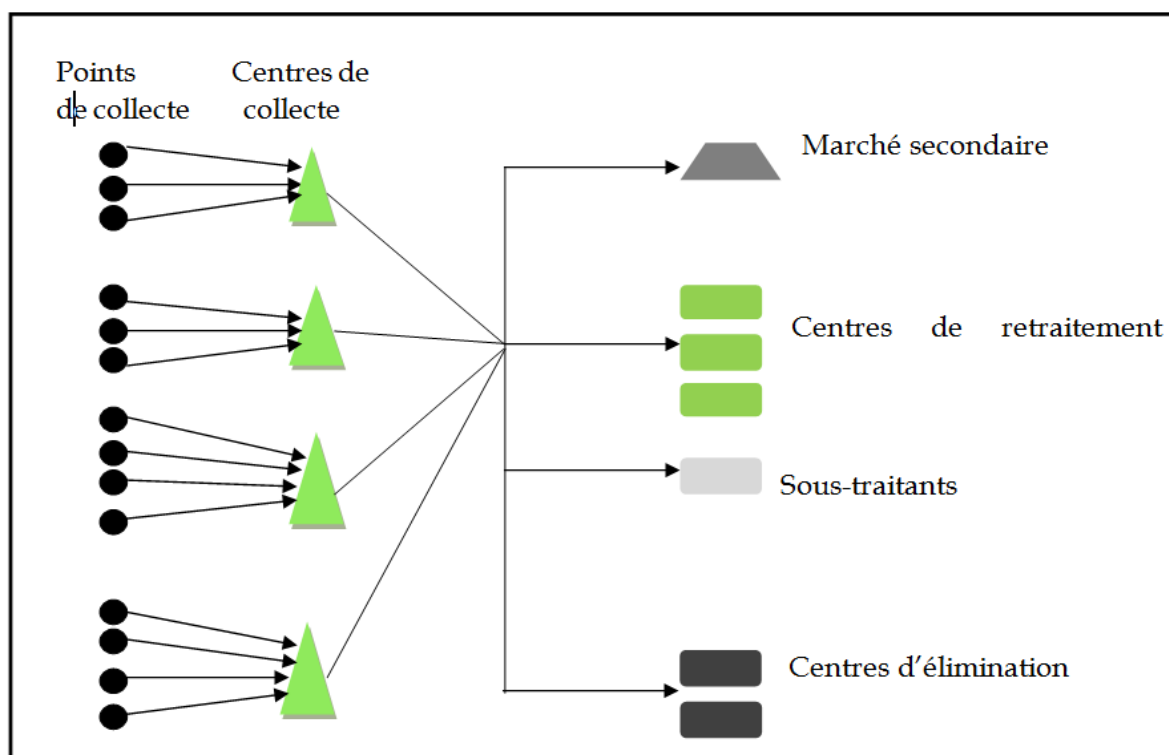 Points
de collecte
Centres de
collecte
Marché secondaire
Centres de retraitement
Sous-traitants
Centres d’élimination